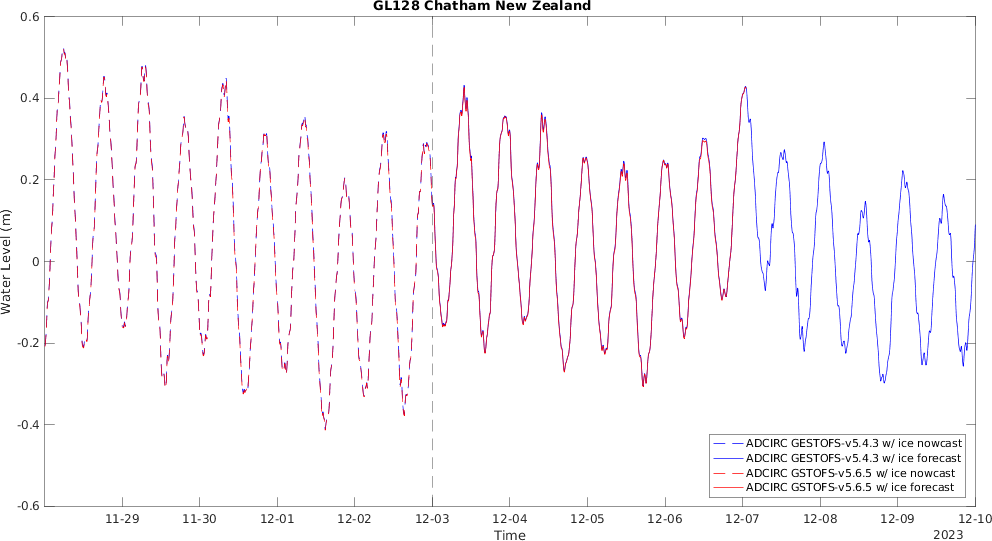 GL128 Chatham New Zealand
0.6
0.4
0.2
0
-0.2
-0.4
-0.6
Water Level (m)
ADCIRC GESTOFS-v5.4.3 w/ ice nowcast
ADCIRC GESTOFS-v5.4.3 w/ ice forecast
ADCIRC GSTOFS-v5.6.5 w/ ice nowcast
ADCIRC GSTOFS-v5.6.5 w/ ice forecast
11-29 11-30 12-01 12-02 12-03 12-04 12-05 12-06 12-07 12-08 12-09 12-10
Time
2023